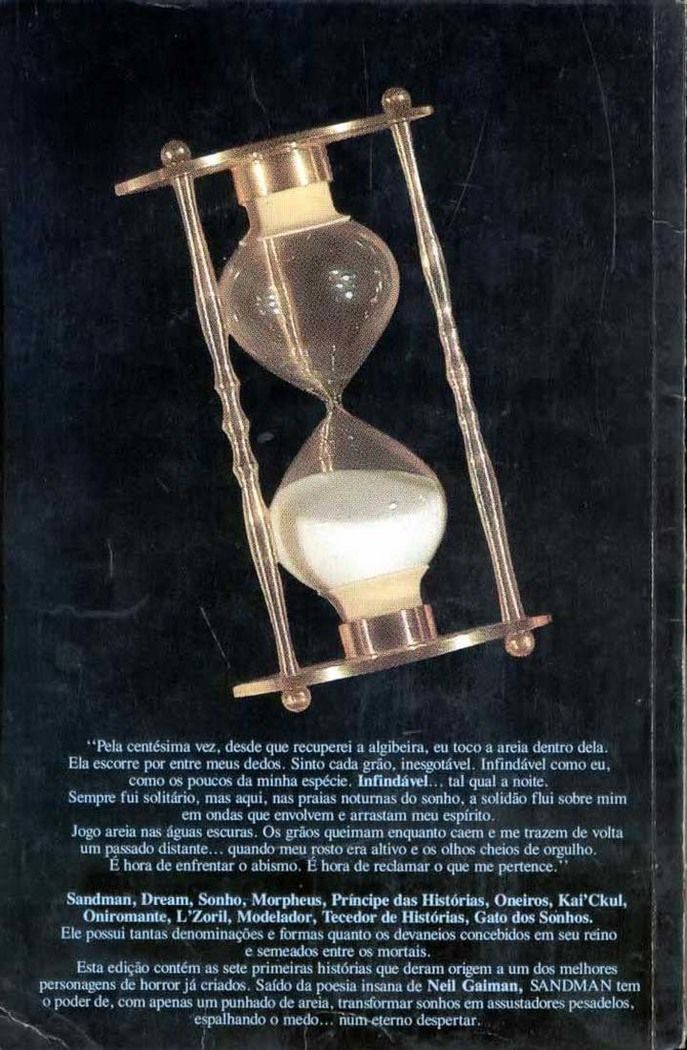 “Pela centésima vez, desde que recuperei a algibeira, eu toco a areia dentro dela.
Ela escorre por entre meus dedos. Sinto cada grão, inesgotável. Infindável como eu,
como os poucos da minha espécie. Infindável... tal qual a noite.
Sempre fui solitário, mas aqui, nas praias noturnas do sonho, a solidão flui sobre mim
em ondas que envolvem e arrastam meu espírito.
Jogo areia nas águas escuras. Os grãos queimam enquanto caem e me trazem de volta
um passado distante... quando meu rosto era altivo e os olhos cheios de orgulho.
É hora de enfrentar o abismo. É hora de reclamar o que me pertence.”
Sandman, Dream, Sonho, Morpheus, Príncipe das Histórias, Oneiros, Kai'Ckul,
Oniromante, L'Zoril, Modelador, Tecedor de Histórias, Gato dos Sonhos.
Ele possui tantas denominações e formas quanto os devaneios concebidos em seu reino
e semeados entre os mortais.
Esta edição contém as sete primeiras histórias que deram origem a um dos melhores
personagens de horror já criados. Saído da poesia insana de Neil Gaiman, SANDMAN tem
o poder de, com apenas um punhado de areia, transformar sonhos em assustadores pesadelos,
espalhando o medo... num eterno despertar.